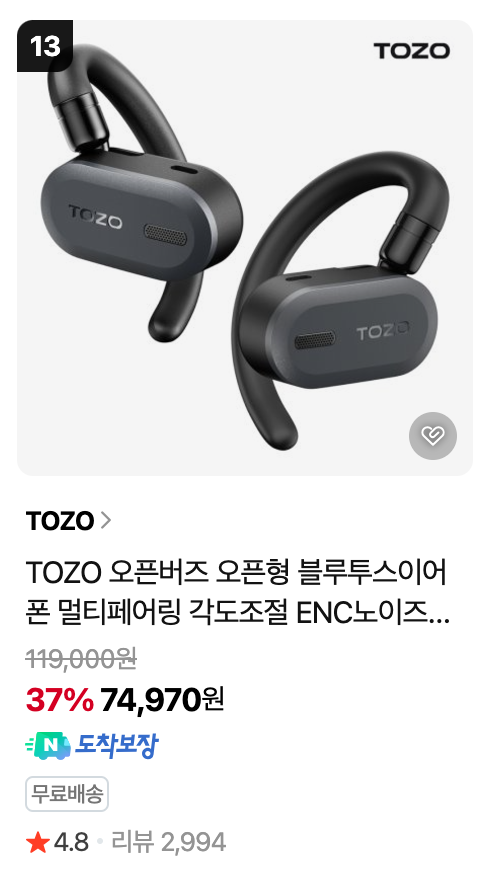 13
TOZO
TOZO
TOZO
TOZO
TOZO 오픈버즈 오픈형 블루투스이어
폰 멀티페어링 각도조절 ENC노이즈...
119,000원
37% 74,970원
N 도착보장
무료배송
4.8 • 리뷰 2,994